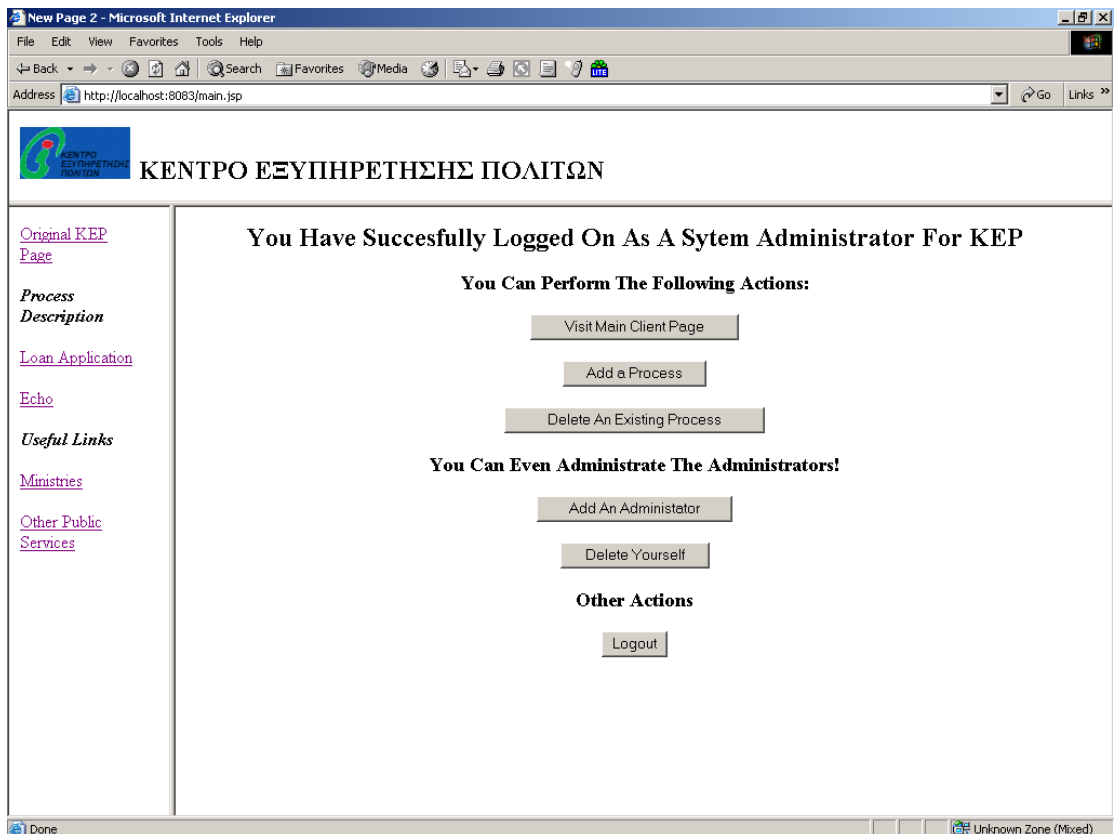 New Page 2 - Microsoft Internet Explorer
File Edit View Favorites Tools Help
Back Search Favorites Media LITE
Address http://localhost:8083/main.jsp Go Links »
ΚΕΝΤΡΟ
ΕΞΥΠΗΡΕΤΗΣΗΣ
ΠΟΛΙΤΩΝ
ΚΕΝΤΡΟ ΕΞΥΠΗΡΕΤΗΣΗΣ ΠΟΛΙΤΩΝ
Original KEP
Page
Process
Description
Loan Application
Echo
Useful Links
Ministries
Other Public
Services
You Have Succesfully Logged On As A Sytem Administrator For KEP
You Can Perform The Following Actions:
Visit Main Client Page
Add a Process
Delete An Existing Process
You Can Even Administrate The Administrators!
Add An Administator
Delete Yourself
Other Actions
Logout
Done Unknown Zone (Mixed)